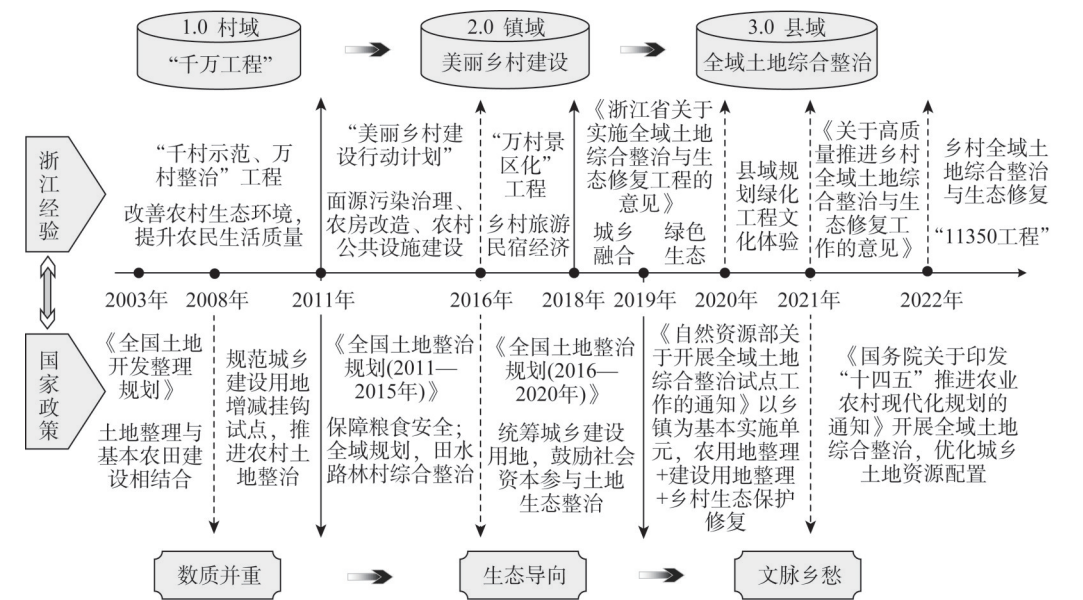 1.0 村域
“千万工程”
2.0 镇域
美丽乡村建设
3.0 县域
全域土地综合整治
浙江经验
“千村示范、万
村整治”工程
改善农村生态环境，
提升农民生活质量
“美丽乡村建
设行动计划”
面源污染治理、
农房改造、农村
公共设施建设
“万村景
区化”
工程
乡村旅游
民宿经济
《浙江省关于
实施全域土地
综合整治与生
态修复工程的
意见》
城乡
融合
绿色
生态
县域规
划绿化
工程文
化体验
《关于高质
量推进乡村
全域土地综
合整治与生
态修复工
作的意见》
乡村全域土
地综合整治
与生态修复
“11350工程”
2003年
2008年
2011年
2016年
2018年
2019年
2020年
2021年
2022年
国家政策
《全国土地
开发整理
规划》
土地整理与
基本农田建
设相结合
规范城乡
建设用地
增减挂钩
试点，推
进农村土
地整治
《全国土地整治
规划(2011—
2015年)》
保障粮食安全；
全域规划，田水
路林村综合整治
《全国土地整治
规划(2016—
2020年)》
统筹城乡建设
用地，鼓励社会
资本参与土地
生态整治
《自然资源部关
于开展全域土地
综合整治试点工
作的通知》以乡
镇为基本实施单
元，农用地整理
+建设用地整理
+乡村生态保护
修复
《国务院关于印发
“十四五”推进农业
农村现代化规划的
通知》开展全域土地
综合整治，优化城乡
土地资源配置
数质并重
生态导向
文脉乡愁